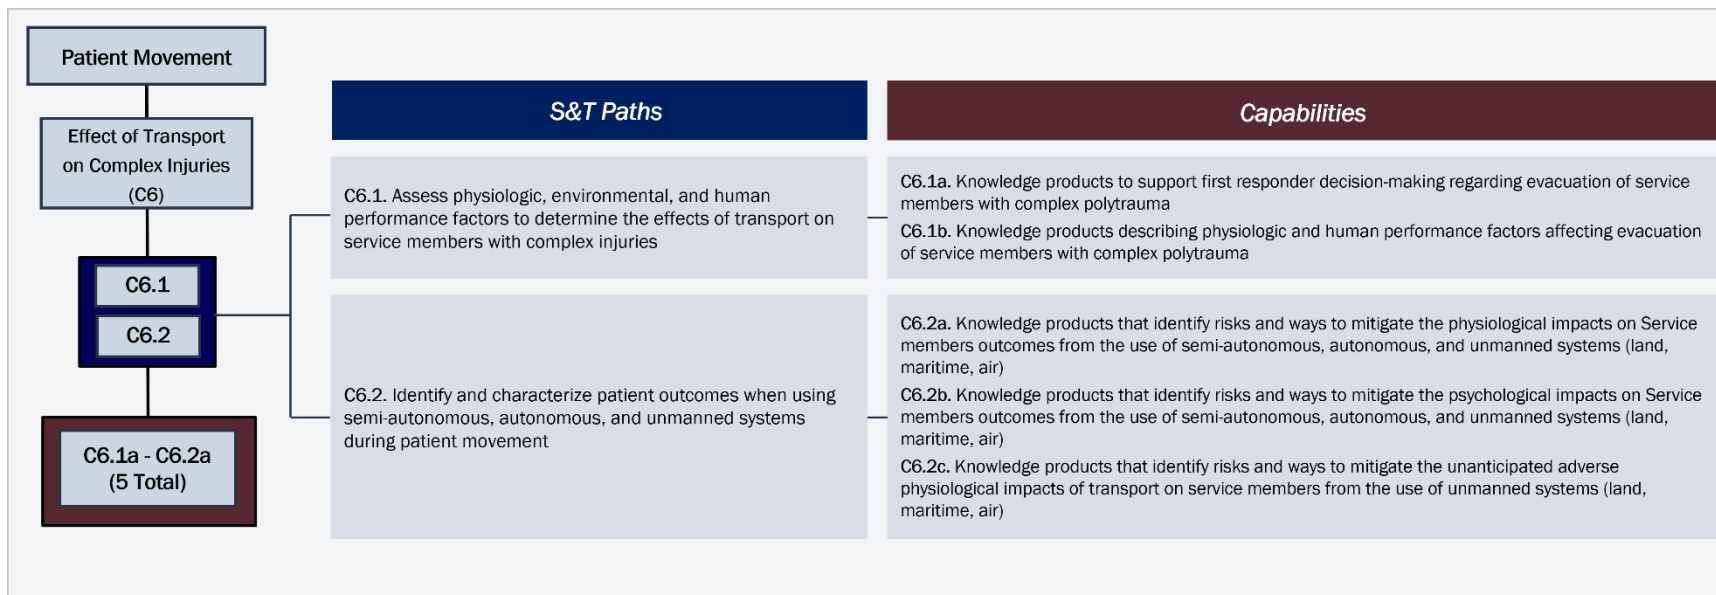 Patient Movement
Effect of Transport
on Complex Injuries
(C6)
C6.1
C6.2
C6.1a - C6.2a
(5 Total)
S&T Paths
Capabilities
C6.1. Assess physiologic, environmental, and human
performance factors to determine the effects of transport on
service members with complex injuries
C6.1a. Knowledge products to support first responder decision-making regarding evacuation of service
members with complex polytrauma
C6.1b. Knowledge products describing physiologic and human performance factors affecting evacuation
of service members with complex polytrauma
C6.2. Identify and characterize patient outcomes when using
semi-autonomous, autonomous, and unmanned systems
during patient movement
C6.2a. Knowledge products that identify risks and ways to mitigate the physiological impacts on Service
members outcomes from the use of semi-autonomous, autonomous, and unmanned systems (land,
maritime, air)
C6.2b. Knowledge products that identify risks and ways to mitigate the psychological impacts on Service
members outcomes from the use of semi-autonomous, autonomous, and unmanned systems (land,
maritime, air)
C6.2c. Knowledge products that identify risks and ways to mitigate the unanticipated adverse
physiological impacts of transport on service members from the use of unmanned systems (land,
maritime, air)